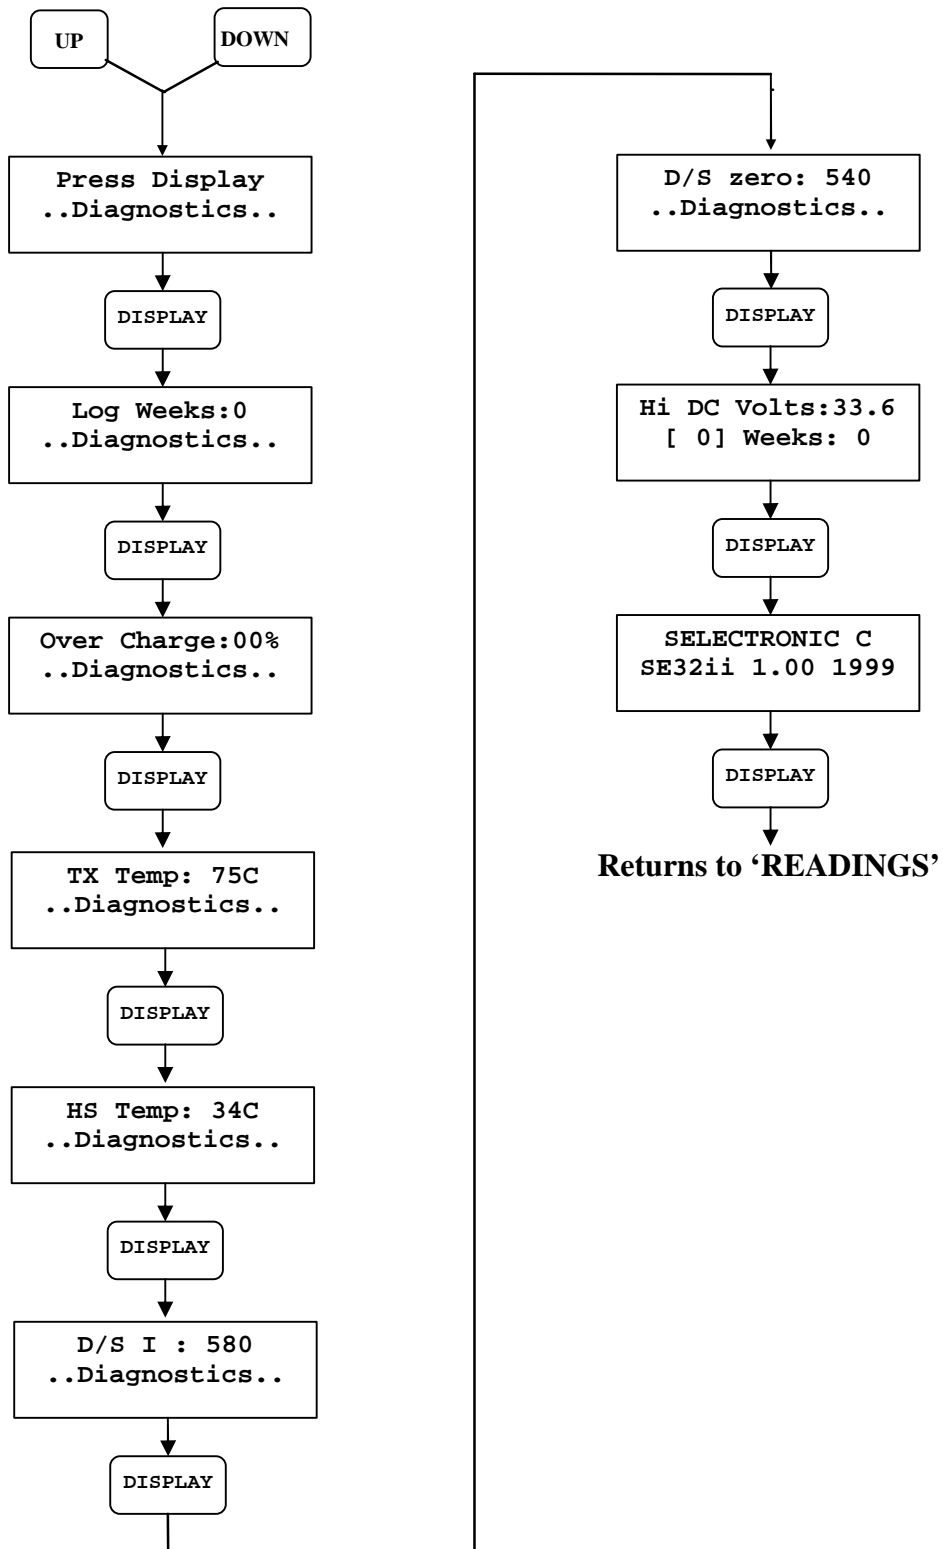 UP
DOWN
Press Display
..Diagnostics..
DISPLAY
Log Weeks:0
..Diagnostics..
DISPLAY
Over Charge:00%
..Diagnostics..
DISPLAY
TX Temp: 75C
..Diagnostics..
DISPLAY
HS Temp: 34C
..Diagnostics..
DISPLAY
D/S I : 580
..Diagnostics..
DISPLAY
D/S zero: 540
..Diagnostics..
DISPLAY
Hi DC Volts:33.6
[ 0] Weeks: 0
DISPLAY
SELECTRONIC C
SE32ii 1.00 1999
DISPLAY
Returns to ‘READINGS’